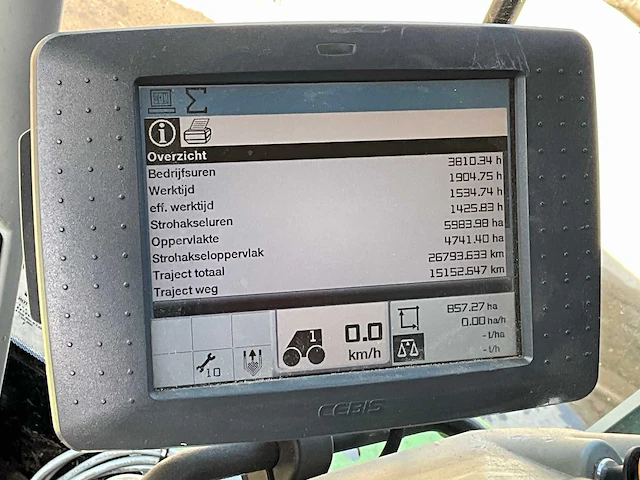 Overzicht
Bedrijfsuren 3810.34 h
Werktijd 1904.75 h
eff. werktijd 1534.74 h
Strohakseluren 1425.83 h
Oppervlakte 5983.98 ha
Strohakseloppervlak 4741.40 ha
Traject totaal 26793.633 km
Traject weg 15152.647 km
10
1
0.0
km/h
857.27 ha
0.00 ha/h
- t/ha
- t/h
CEBIS